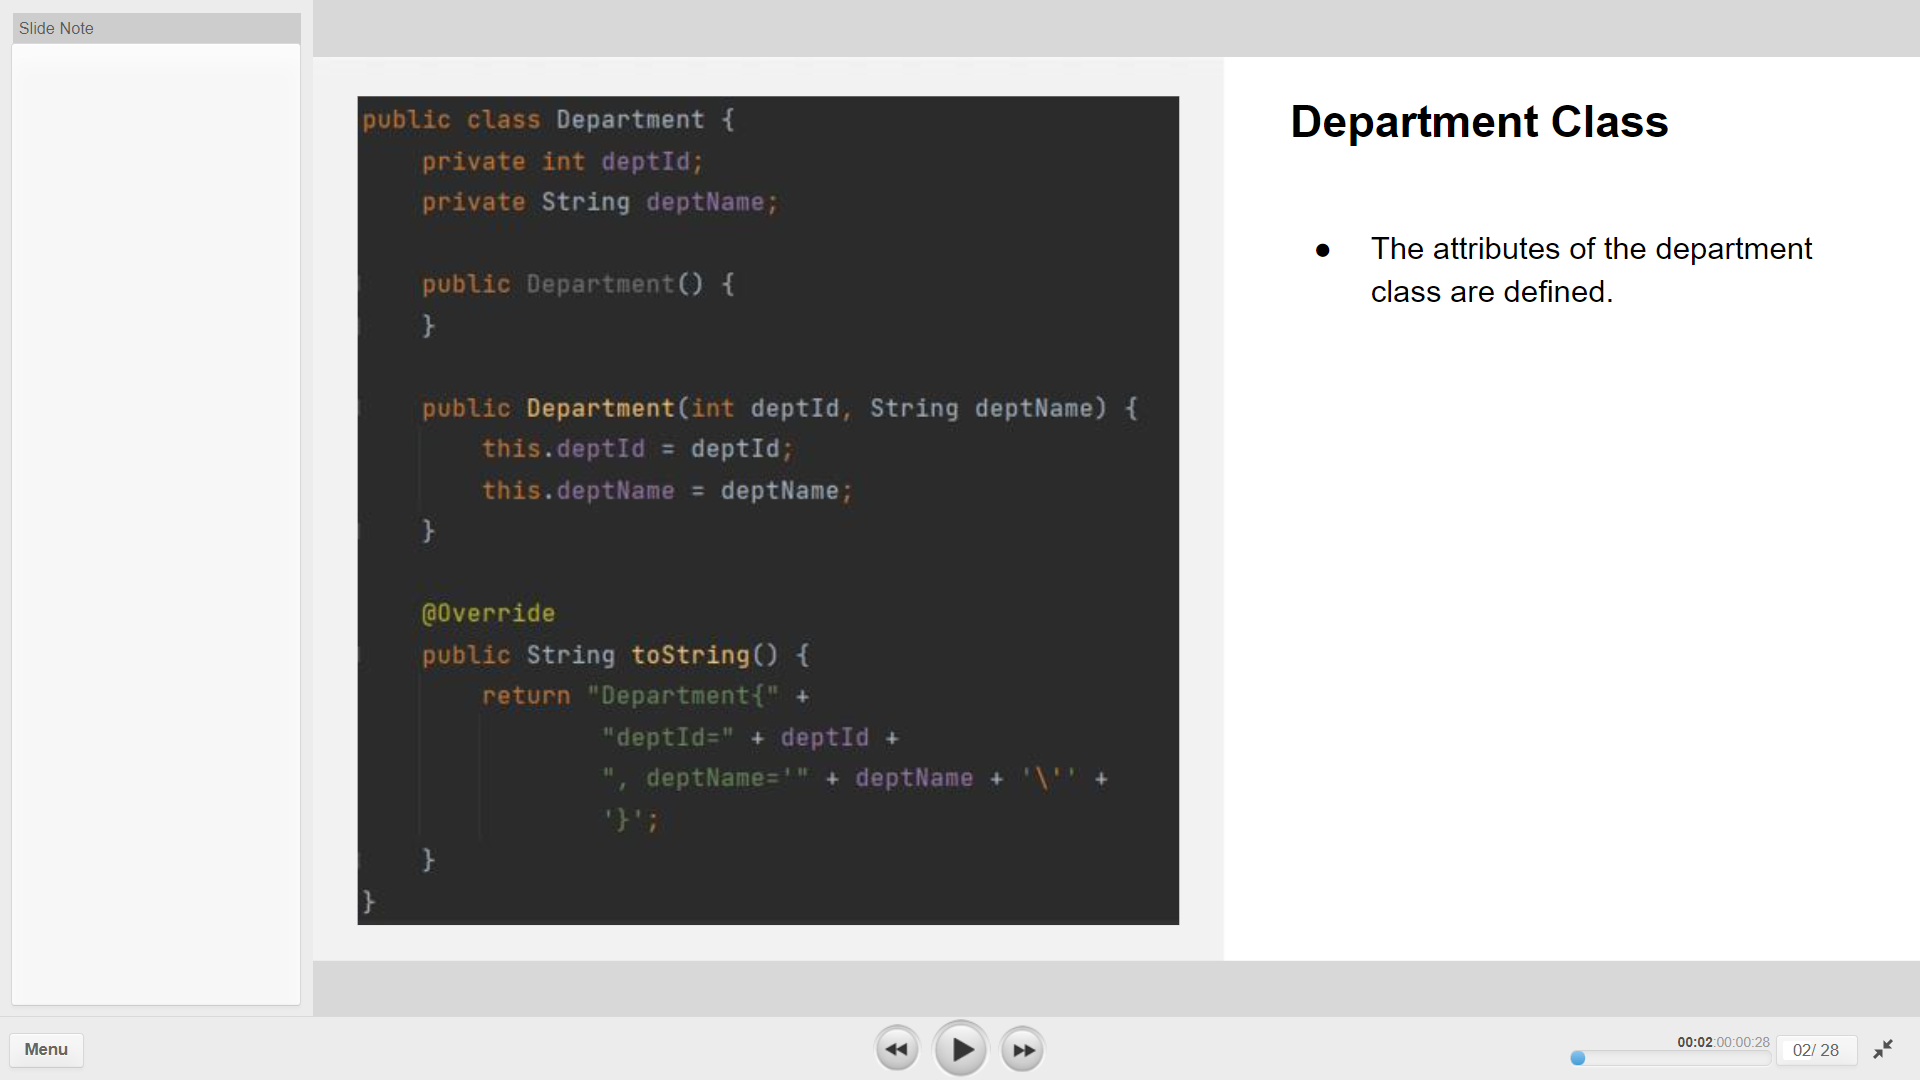 Slide Note
public class Department {
    private int deptId;
    private String deptName;

    public Department() {
    }

    public Department(int deptId, String deptName) {
        this.deptId = deptId;
        this.deptName = deptName;
    }

    @Override
    public String toString() {
        return "Department{" +
                "deptId=" + deptId +
                ", deptName='" + deptName + '\'' +
                '}';
    }
}
Department Class
● The attributes of the department
class are defined.
Menu
00:02:00:00:28
02/ 28